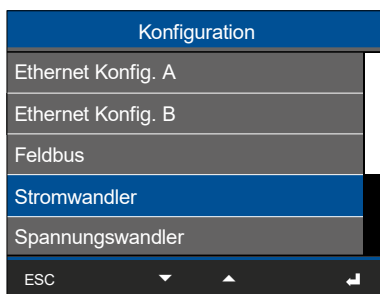 Konfiguration
Ethernet Konfig. A
Ethernet Konfig. B
Feldbus
Stromwandler
Spannungswandler
ESC